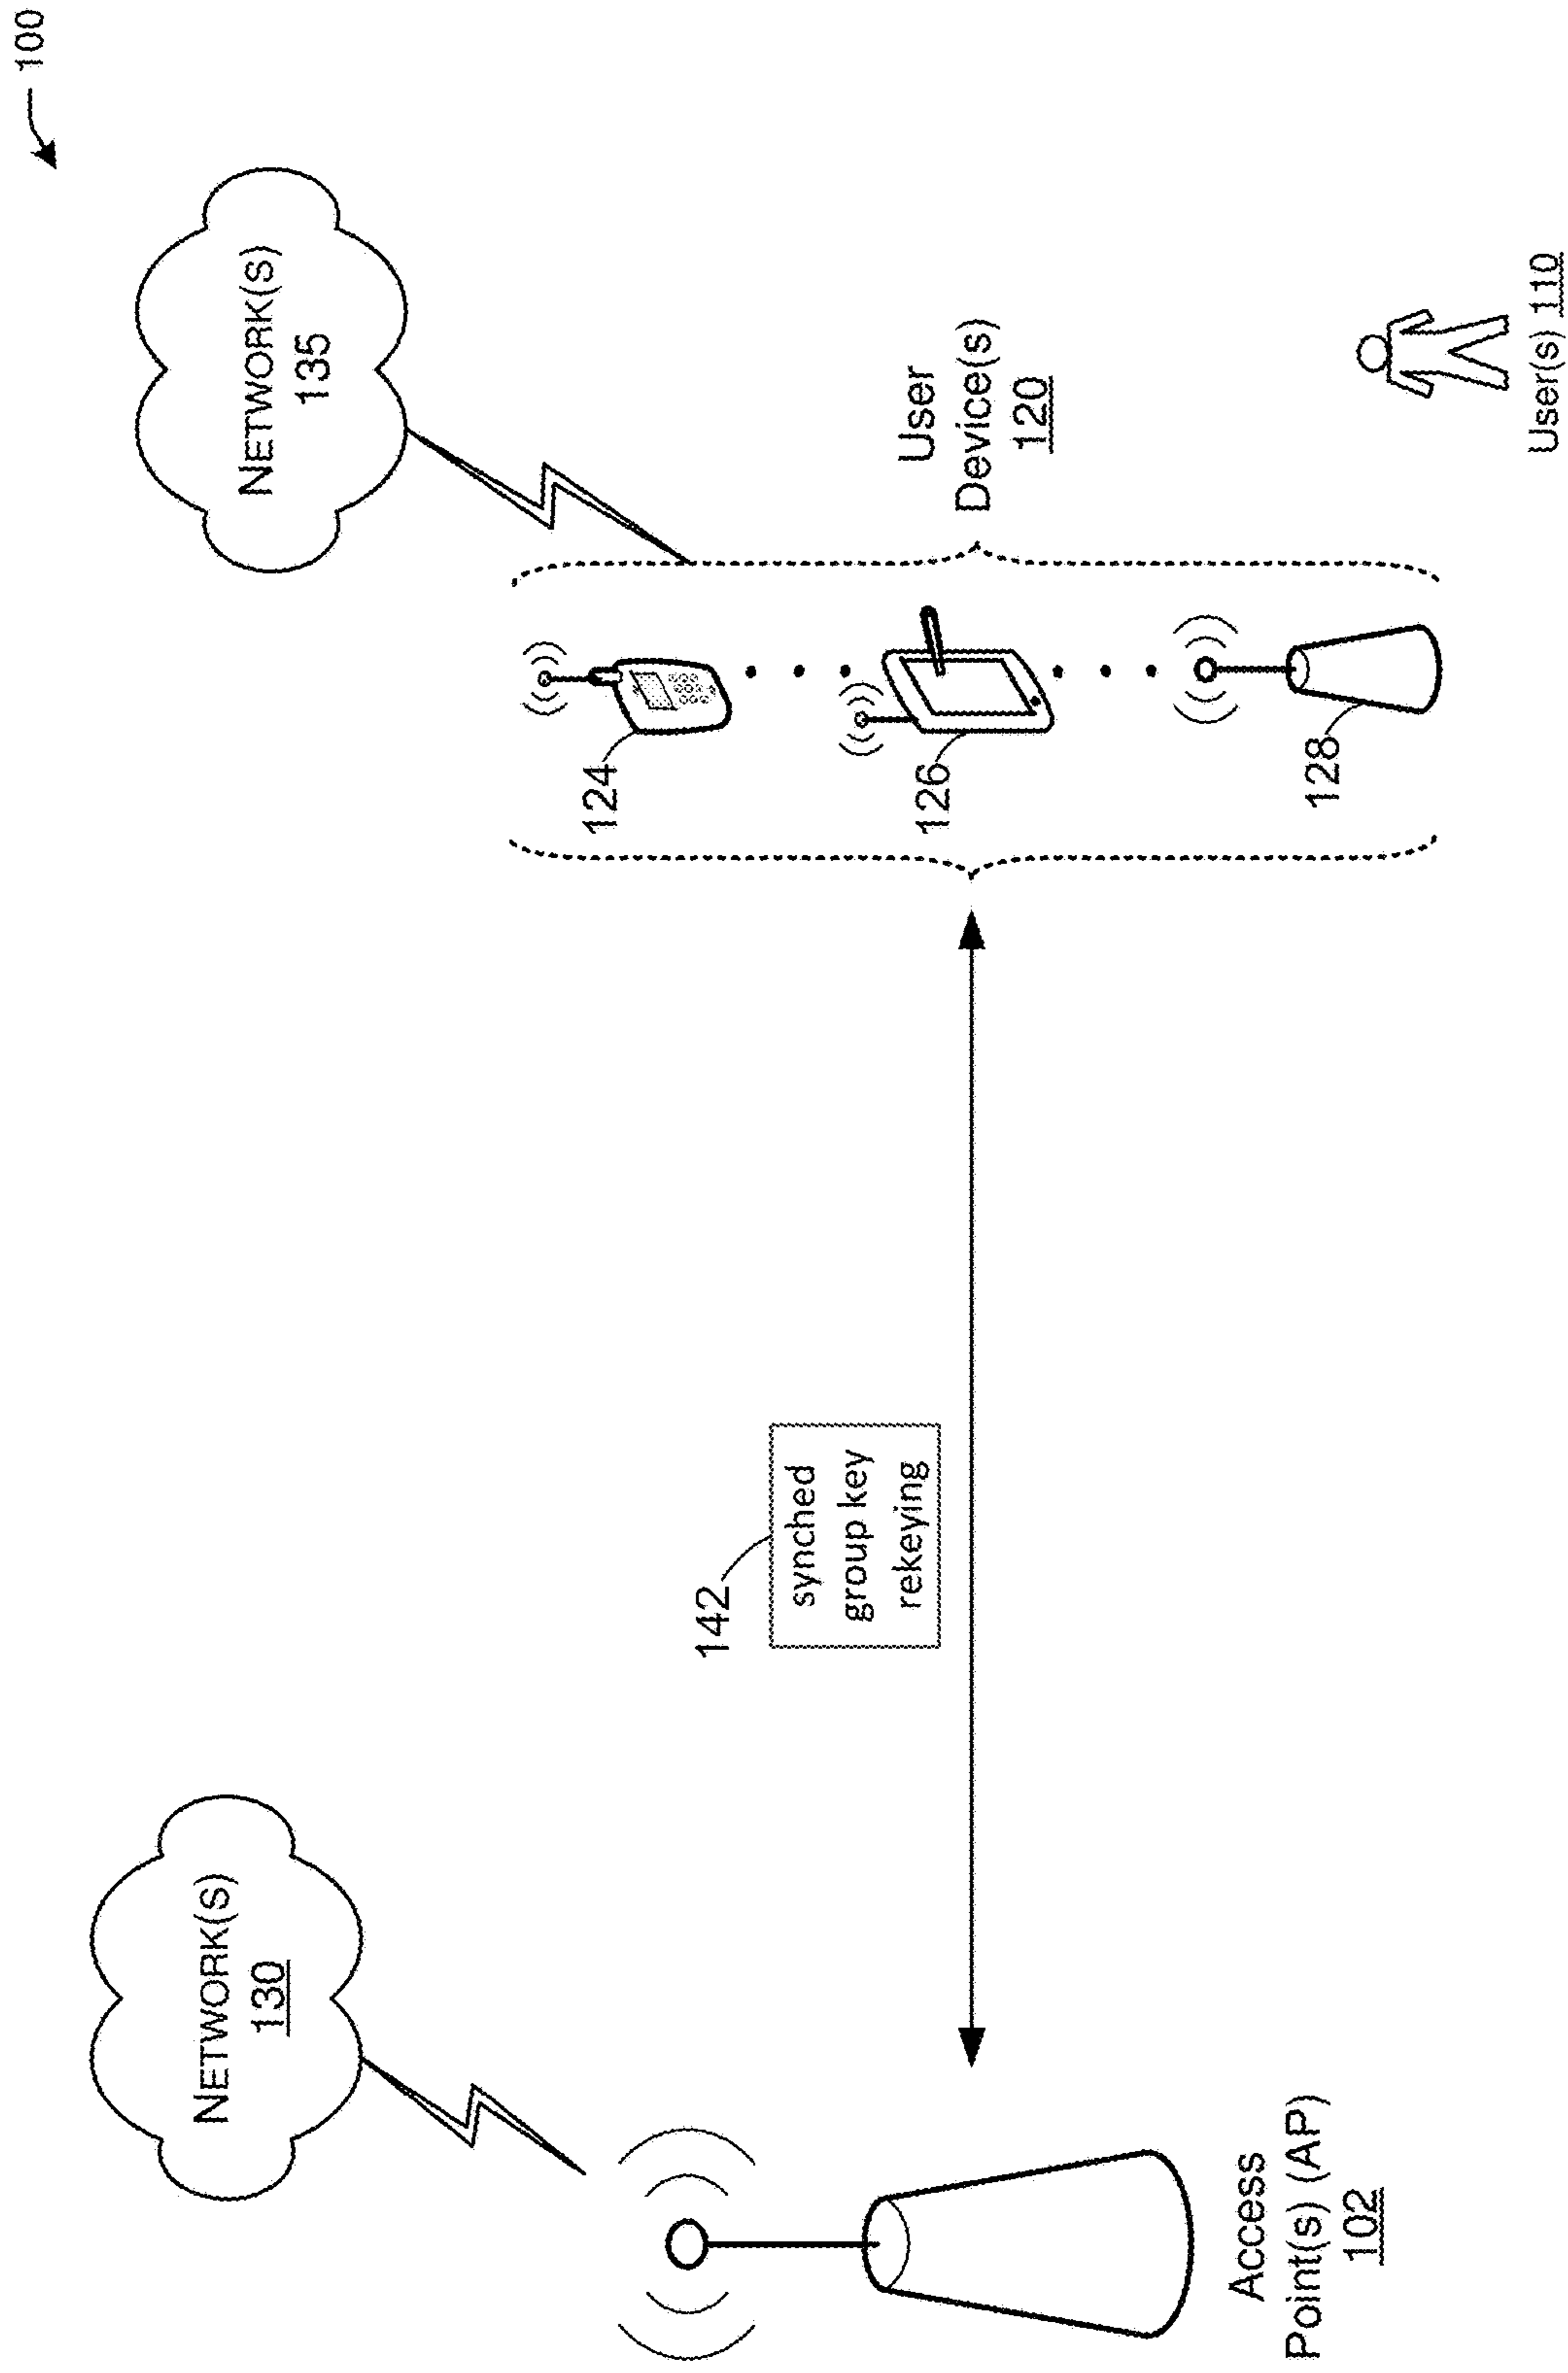 100
NETWORK(S)
130
NETWORK(S)
135
142
synched
group key
rekeying
124
126
128
User
Device(s)
120
Access
Point(s) (AP)
102
User(s) 110